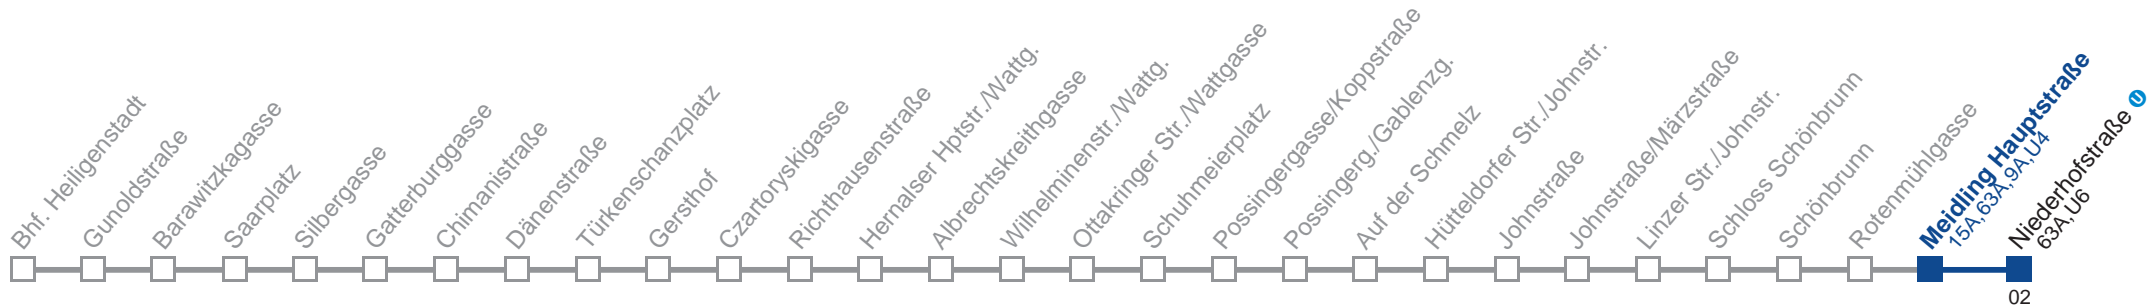 Bhf. Heiligenstadt
Gunoldstraße
Barawitzkagasse
Saarplatz
Silbergasse
Gatterburggasse
Chimanistraße
Dänenstraße
Türkenschanzplatz
Gersthof
Czartoryskigasse
Richthausenstraße
Hernalser Hptstr./Wattg.
Albrechtskreithgasse
Wilhelminenstr./Wattg.
Ottakringer Str./Wattgasse
Schuhmeierplatz
Possingergasse/Koppstraße
Possingerg./Gablenzg.
Auf der Schmelz
Hütteldorfer Str./Johnstr.
Johnstraße
Johnstraße/Märzstraße
Linzer Str./Johnstr.
Schloss Schönbrunn
Schönbrunn
Rotenmühlgasse
Meidling Hauptstraße
15A, 63A, 9A, U4
Niederhofstraße U
63A, U6
02